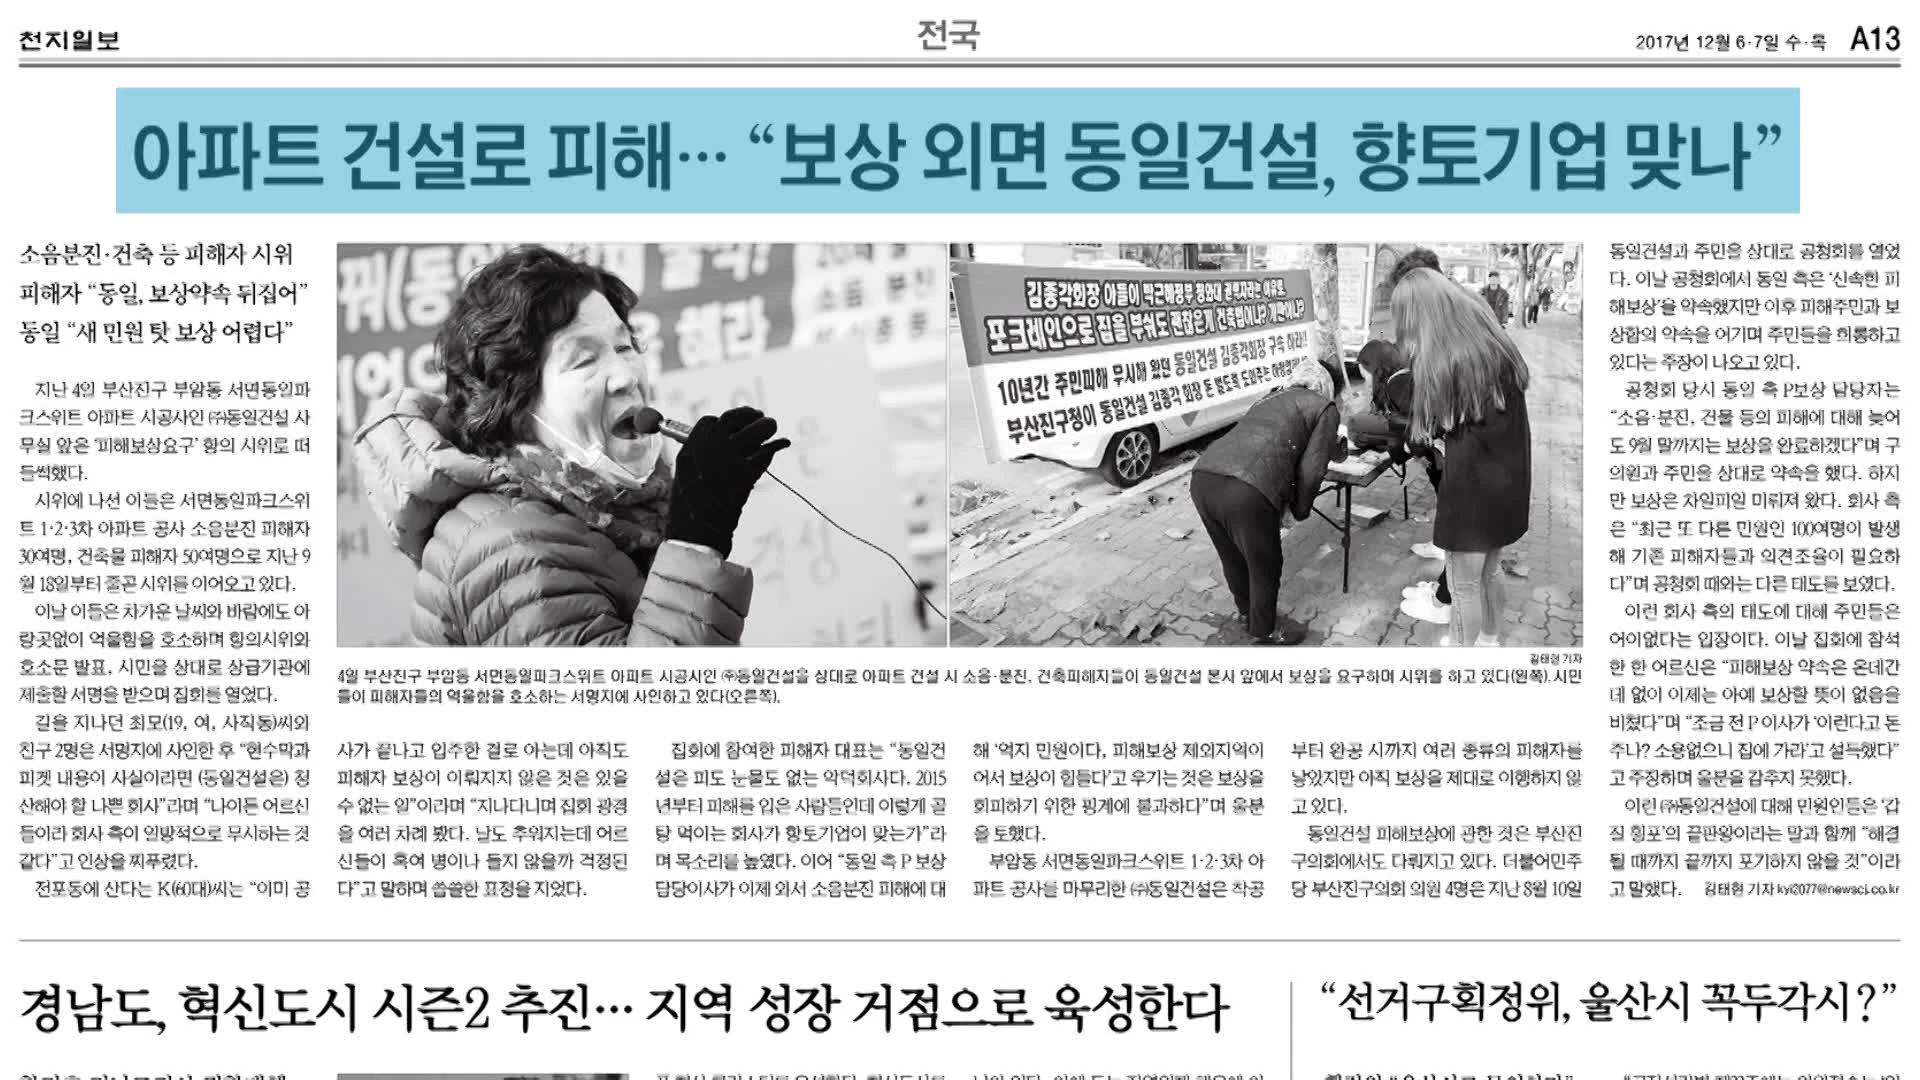 천지일보
전국
2017년 12월 6·7일 수·목 A13
아파트 건설로 피해… “보상 외면 동일건설, 향토기업 맞나”
소음분진·건축 등 피해자 시위
피해자 “동일, 보상약속 뒤집어”
동일 “새 민원 탓 보상 어렵다”
지난 4일 부산진구 부암동 서면동일파
크스위트 아파트 시공사인 ㈜동일건설 사
무실 앞은 ‘피해보상요구’ 항의 시위로 떠
들썩했다.
시위에 나선 이들은 서면동일파크스위
트 1·2·3차 아파트 공사 소음분진 피해자
30여명, 건축물 피해자 50여명으로 지난 9
월 18일부터 줄곧 시위를 이어오고 있다.
이날 이들은 차가운 날씨와 바람에도 아
랑곳없이 억울함을 호소하며 항의시위와
호소문 발표, 시민을 상대로 상급기관에
제출할 서명을 받으며 집회를 열었다.
길을 지나던 최모(19, 여, 사직동)씨와
친구 2명은 서명지에 사인한 후 “현수막과
피켓 내용이 사실이라면 (동일건설은) 청
산해야 할 나쁜 회사”라며 “나이든 어르신
들이라 회사 측이 일방적으로 무시하는 것
같다”고 인상을 찌푸렸다.
전포동에 산다는 K(60대)씨는 “이미 공
김종각회장 아들이 박근혜정부 청와대 권력자라는 이유로
포크레인으로 집을 부숴도 괜찮은게 건축법이냐? 개판이냐?
10년간 주민피해 무시해 왔던 동일건설 김종각회장 구속 하라!!
부산진구청이 동일건설 김종각 회장 돈 벌도록 도와주는
김태현 기자
4일 부산진구 부암동 서면동일파크스위트 아파트 시공사인 ㈜동일건설을 상대로 아파트 건설 시 소음·분진, 건축피해자들이 동일건설 본사 앞에서 보상을 요구하며 시위를 하고 있다(왼쪽). 시민
들이 피해자들의 억울함을 호소하는 서명지에 사인하고 있다(오른쪽).
사가 끝나고 입주한 걸로 아는데 아직도
피해자 보상이 이뤄지지 않은 것은 있을
수 없는 일”이라며 “지나다니며 집회 광경
을 여러 차례 봤다. 날도 추워지는데 어르
신들이 혹여 병이나 들지 않을까 걱정된
다”고 말하며 씁쓸한 표정을 지었다.
집회에 참여한 피해자 대표는 “동일건
설은 피도 눈물도 없는 악덕회사다. 2015
년부터 피해를 입은 사람들인데 이렇게 골
탕 먹이는 회사가 향토기업이 맞는가”라
며 목소리를 높였다. 이어 “동일 측 P 보상
담당이사가 이제 와서 소음분진 피해에 대
해 ‘억지 민원이다, 피해보상 제외지역이
어서 보상이 힘들다’고 우기는 것은 보상을
회피하기 위한 핑계에 불과하다”며 울분
을 토했다.
부암동 서면동일파크스위트 1·2·3차 아
파트 공사를 마무리한 ㈜동일건설은 착공
부터 완공 시까지 여러 종류의 피해자를
낳았지만 아직 보상을 제대로 이행하지 않
고 있다.
동일건설 피해보상에 관한 것은 부산진
구의회에서도 다뤄지고 있다. 더불어민주
당 부산진구의회 의원 4명은 지난 8월 10일
동일건설과 주민을 상대로 공청회를 열었
다. 이날 공청회에서 동일 측은 ‘신속한 피
해보상’을 약속했지만 이후 피해주민과 보
상합의 약속을 어기며 주민들을 희롱하고
있다는 주장이 나오고 있다.
공청회 당시 동일 측 P보상 담당자는
“소음·분진, 건물 등의 피해에 대해 늦어
도 9월 말까지는 보상을 완료하겠다”며 구
의원과 주민을 상대로 약속을 했다. 하지
만 보상은 차일피일 미뤄져 왔다. 회사 측
은 “최근 또 다른 민원인 100여명이 발생
해 기존 피해자들과 의견조율이 필요하
다”며 공청회 때와는 다른 태도를 보였다.
이런 회사 측의 태도에 대해 주민들은
어이없다는 입장이다. 이날 집회에 참석
한 한 어르신은 “피해보상 약속은 온데간
데 없이 이제는 아예 보상할 뜻이 없음을
비쳤다”며 “조금 전 P 이사가 ‘이런다고 돈
주나? 소용없으니 집에 가라’고 설득했다”
고 주장하며 울분을 감추지 못했다.
이런 ㈜동일건설에 대해 민원인들은 ‘갑
질 횡포’의 끝판왕이라는 말과 함께 “해결
될 때까지 끝까지 포기하지 않을 것”이라
고 말했다. 김태현 기자 kyi2077@newscj.co.kr
경남도, 혁신도시 시즌2 추진… 지역 성장 거점으로 육성한다
“선거구획정위, 울산시 꼭두각시?”